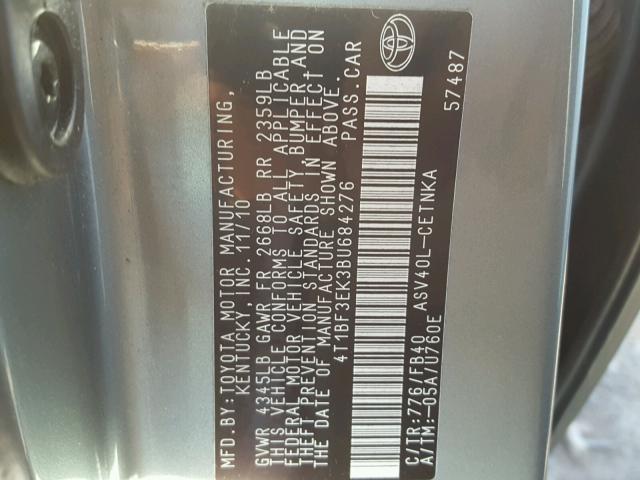 MFD.BY:TOYOTA MOTOR MANUFACTURING,
KENTUCKY, INC. 11/10
GVWR 4345LB GAWR FR 2668LB RR 2359LB
THIS VEHICLE CONFORMS TO ALL APPLICABLE
FEDERAL MOTOR VEHICLE SAFETY, BUMPER, AND
THEFT PREVENTION STANDARDS IN EFFECT ON
THE DATE OF MANUFACTURE SHOWN ABOVE.
4T1BF3EK3BU684276 PASS.CAR
C/TR:776/FB40 ASV40L-CETNKA
A/TM:-05A/U760E 57487